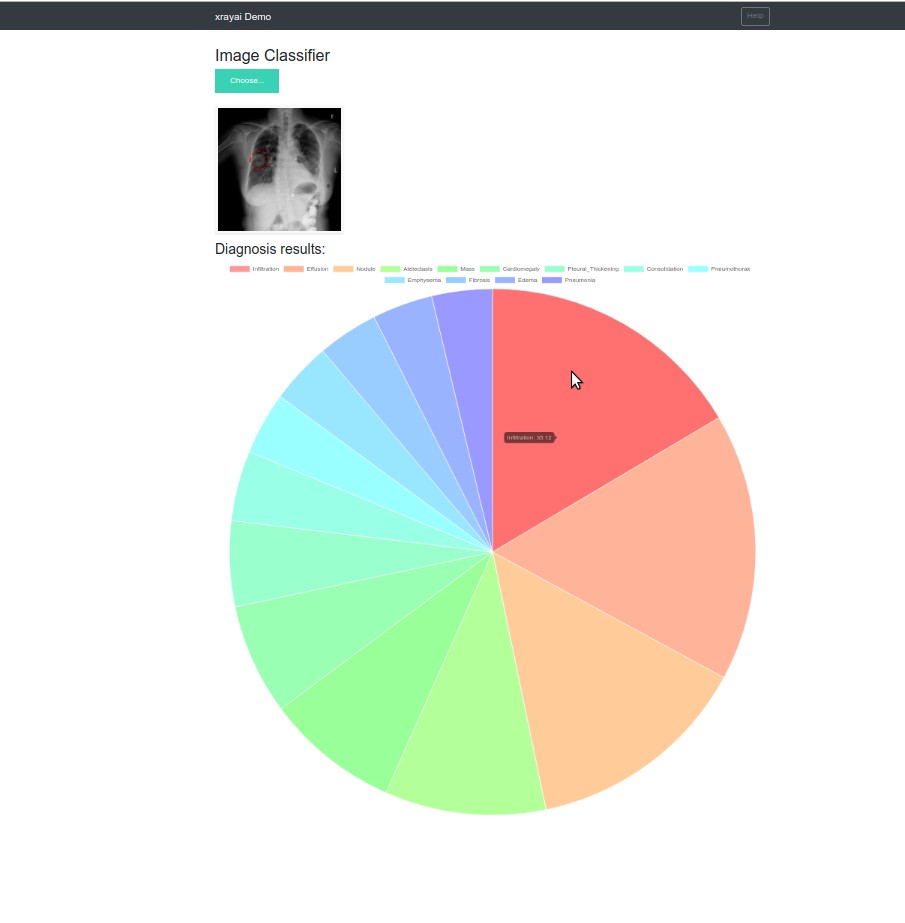 xrayai Demo
Help
Image Classifier
Choose...
Diagnosis results:
Infiltration Effusion Nodule Atelectasis Mass Cardiomegaly Pleural_Thickening Consolidation Pneumothorax
Emphysema Fibrosis Edema Pneumonia
Infiltration: 35.12